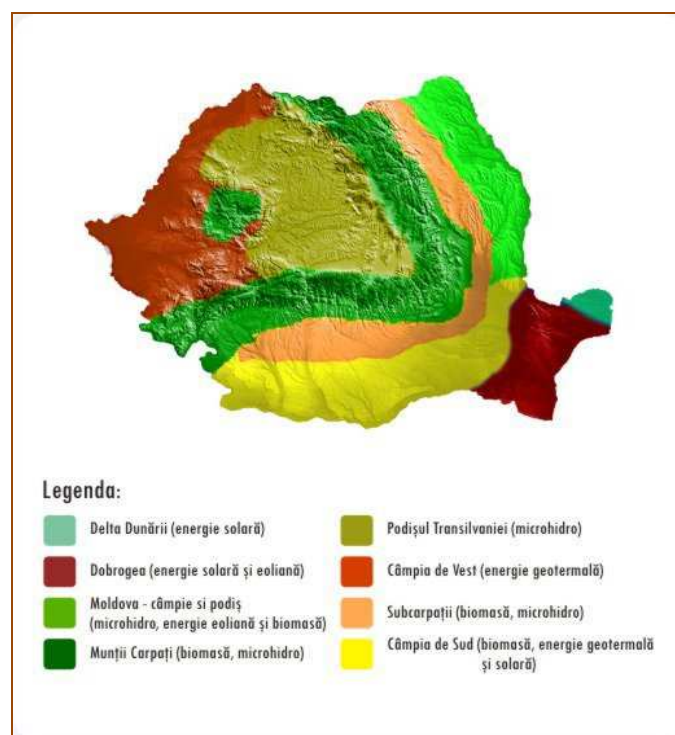 Legenda:
Delta Dunării (energie solară)
Dobrogea (energie solară și eoliană)
Moldova - câmpie si podiș
(microhidro, energie eoliană și biomasă)
Munții Carpați (biomasă, microhidro)
Podișul Transilvaniei (microhidro)
Câmpia de Vest (energie geotermală)
Subcarpații (biomasă, microhidro)
Câmpia de Sud (biomasă, energie geotermală
și solară)